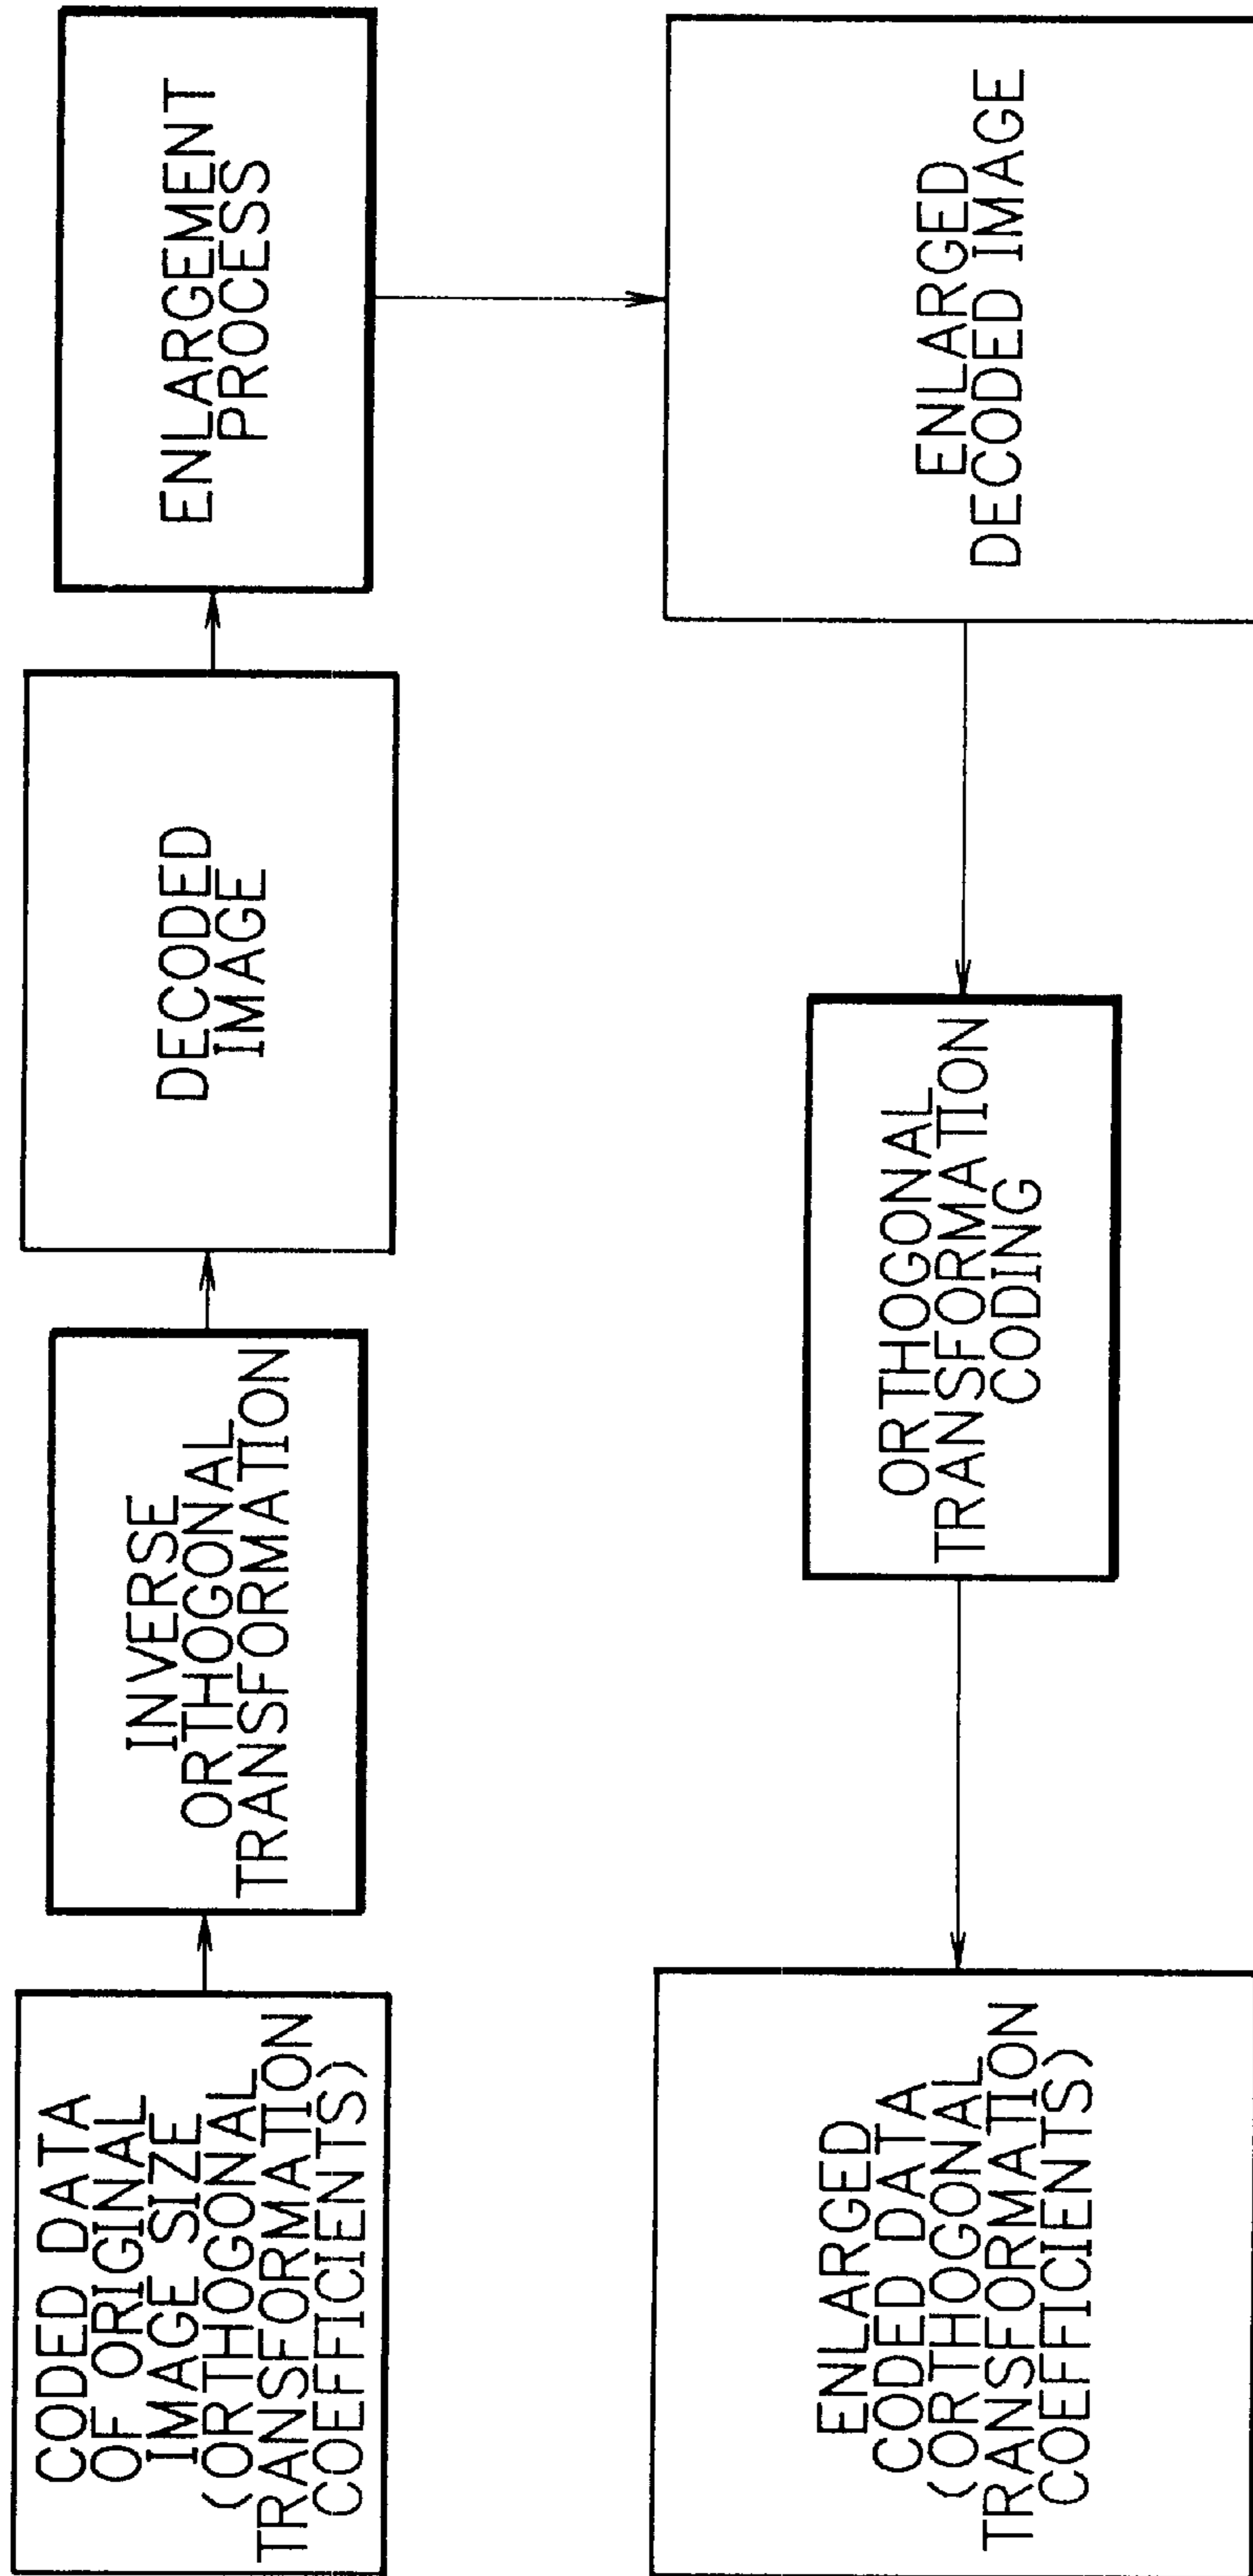 CODED DATA
OF ORIGINAL
IMAGE SIZE
(ORTHOGONAL
TRANSFORMATION
COEFFICIENTS)
INVERSE
ORTHOGONAL
TRANSFORMATION
DECODED
IMAGE
ENLARGEMENT
PROCESS
ENLARGED
DECODED IMAGE
ORTHOGONAL
TRANSFORMATION
CODING
ENLARGED
CODED DATA
(ORTHOGONAL
TRANSFORMATION
COEFFICIENTS)